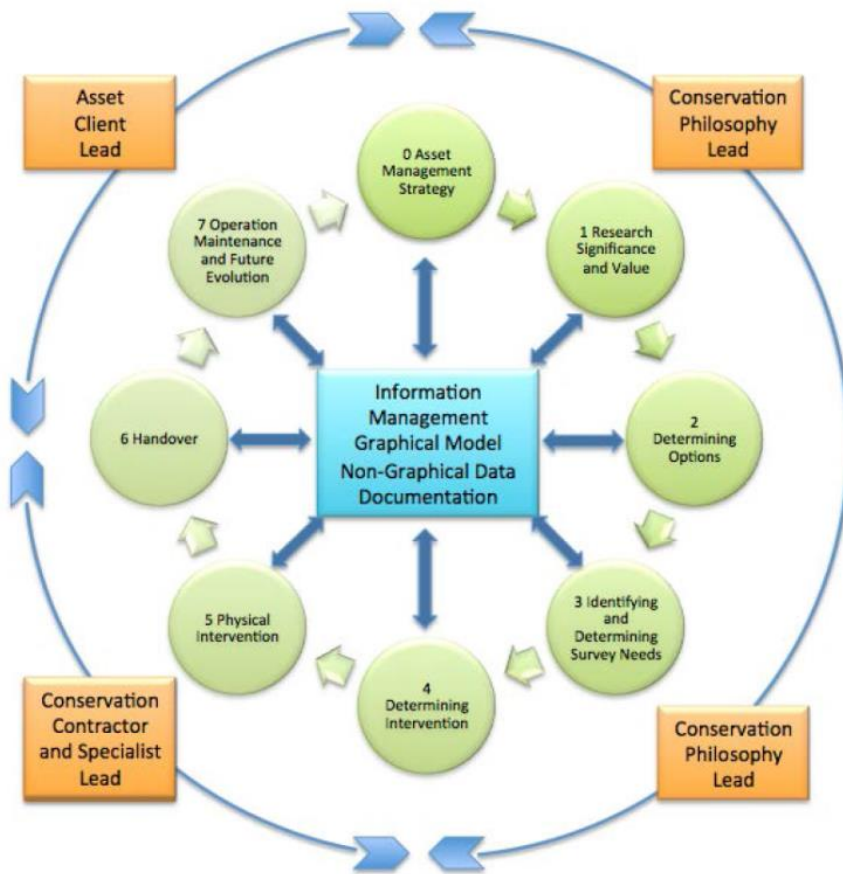 Asset
Client
Lead
Conservation
Philosophy
Lead
0 Asset
Management
Strategy
7 Operation
Maintenance
and Future
Evolution
1 Research
Significance
and Value
Information
Management
Graphical Model
Non-Graphical Data
Documentation
6 Handover
2
Determining
Options
5 Physical
Intervention
3 Identifying
and
Determining
Survey Needs
4
Determining
Intervention
Conservation
Contractor
and Specialist
Lead
Conservation
Philosophy
Lead